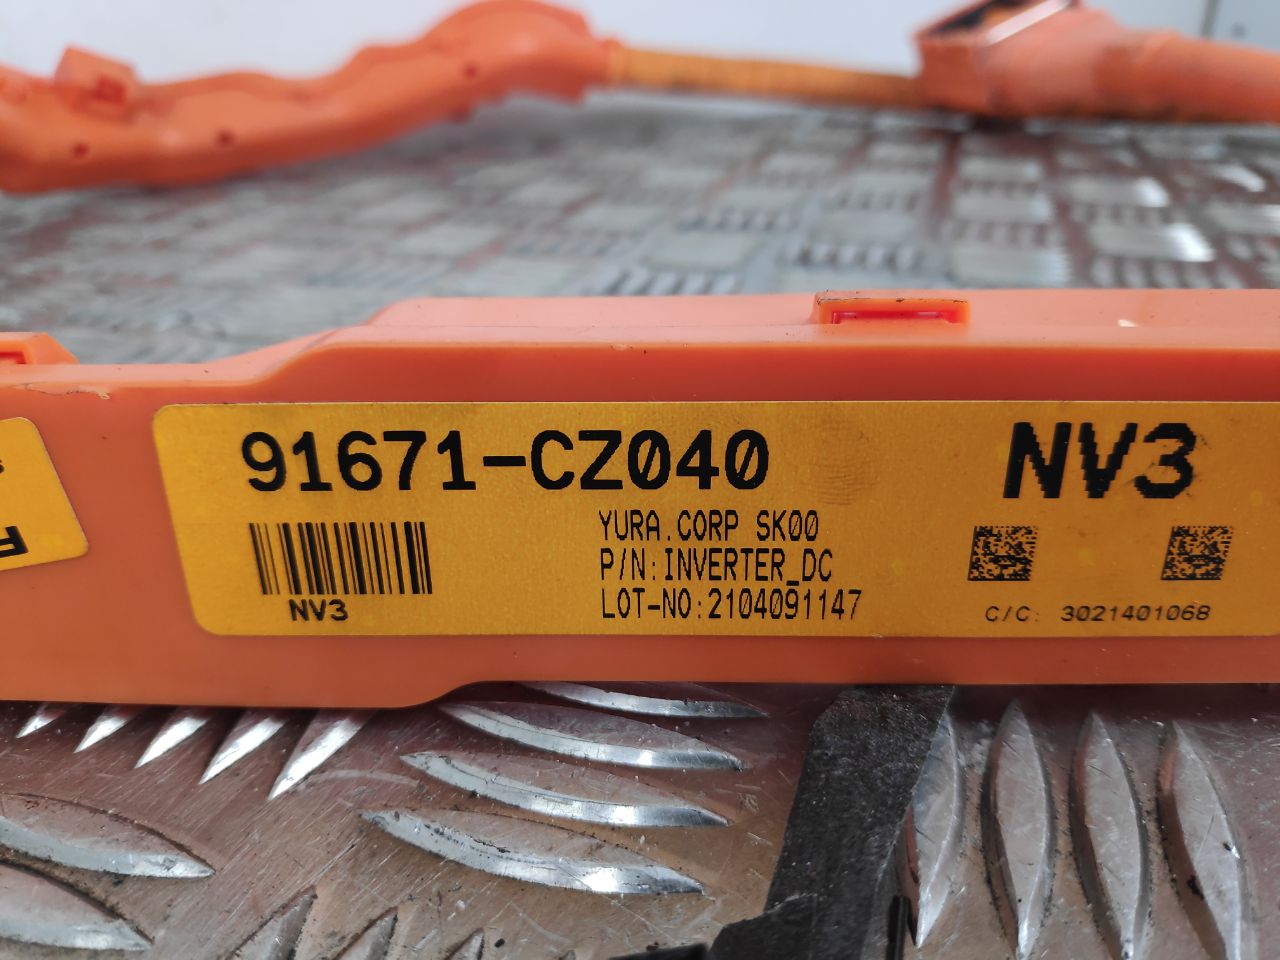 91671-CZ040
NV3
YURA.CORP SK00
P/N:INVERTER_DC
LOT-NO:2104091147
NV3
C/C: 3021401068